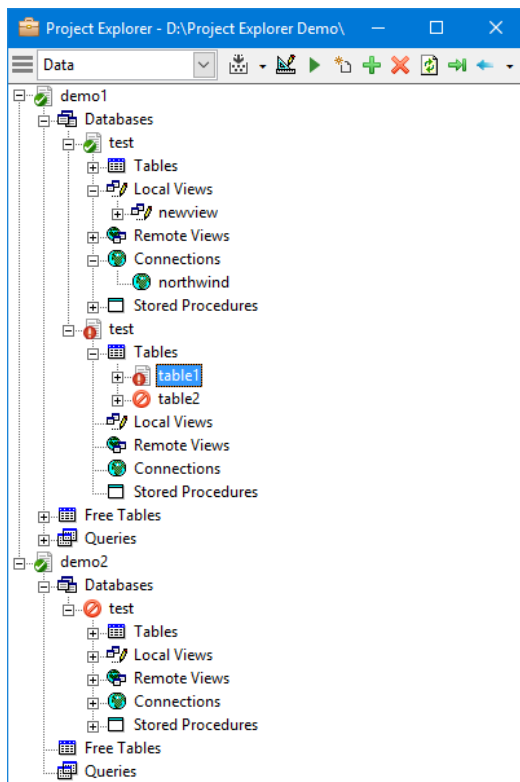 Project Explorer - D:\Project Explorer Demo\
Data
demo1
Databases
test
Tables
Local Views
newview
Remote Views
Connections
northwind
Stored Procedures
test
Tables
table1
table2
Local Views
Remote Views
Connections
Stored Procedures
Free Tables
Queries
demo2
Databases
test
Tables
Local Views
Remote Views
Connections
Stored Procedures
Free Tables
Queries